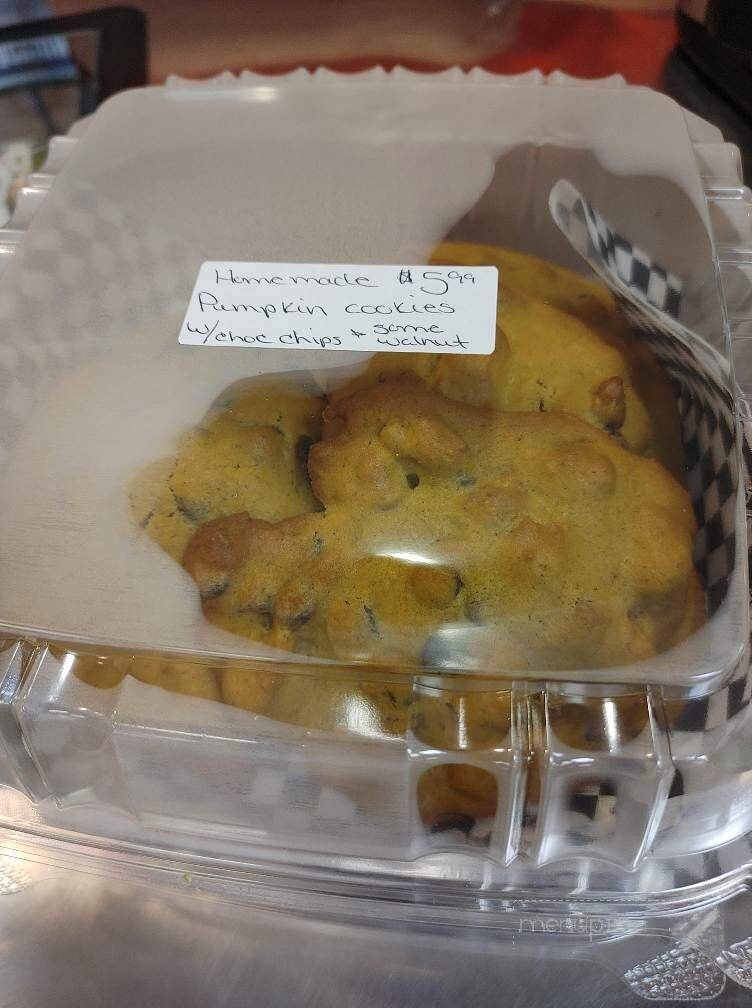 Homemade $5.99
Pumpkin cookies
w/choc chips & some
walnut